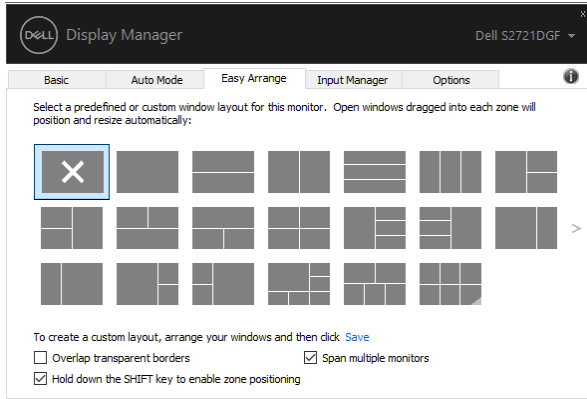 DELL Display Manager
Dell S2721DGF
Basic
Auto Mode
Easy Arrange
Input Manager
Options
Select a predefined or custom window layout for this monitor. Open windows dragged into each zone will
position and resize automatically:
To create a custom layout, arrange your windows and then click Save
Overlap transparent borders
Span multiple monitors
Hold down the SHIFT key to enable zone positioning